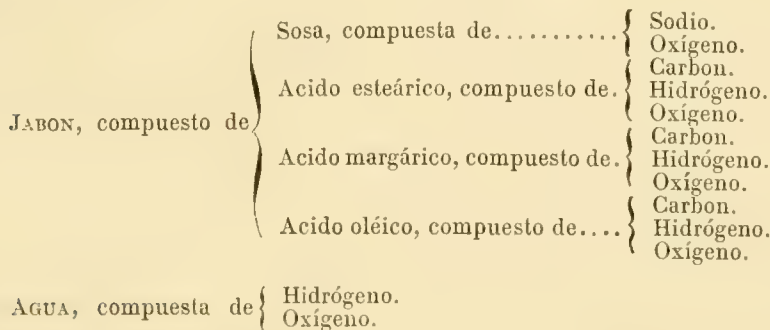 JABON, compuesto de
Sosa, compuesta de............
Sodio.
Oxígeno.
Acido esteárico, compuesto de.
Carbon.
Hidrógeno.
Oxígeno.
Acido margárico, compuesto de.
Carbon.
Hidrógeno.
Oxígeno.
Acido oléico, compuesto de....
Carbon.
Hidrógeno.
Oxígeno.
AGUA, compuesta de
Hidrógeno.
Oxígeno.